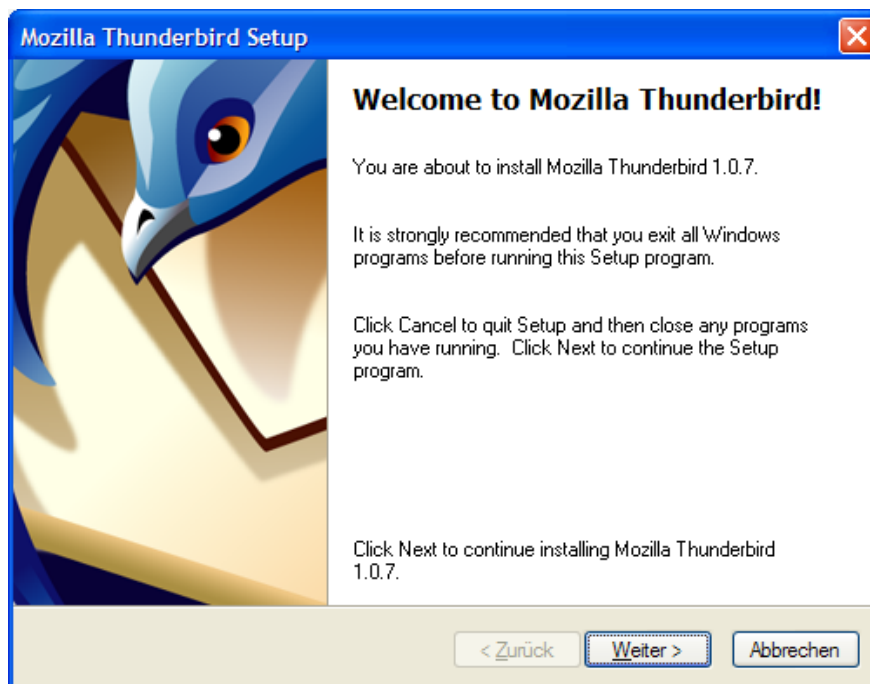 Mozilla Thunderbird Setup
Welcome to Mozilla Thunderbird!
You are about to install Mozilla Thunderbird 1.0.7.
It is strongly recommended that you exit all Windows
programs before running this Setup program.
Click Cancel to quit Setup and then close any programs
you have running.  Click Next to continue the Setup
program.
Click Next to continue installing Mozilla Thunderbird
1.0.7.
< Zurück Weiter > Abbrechen